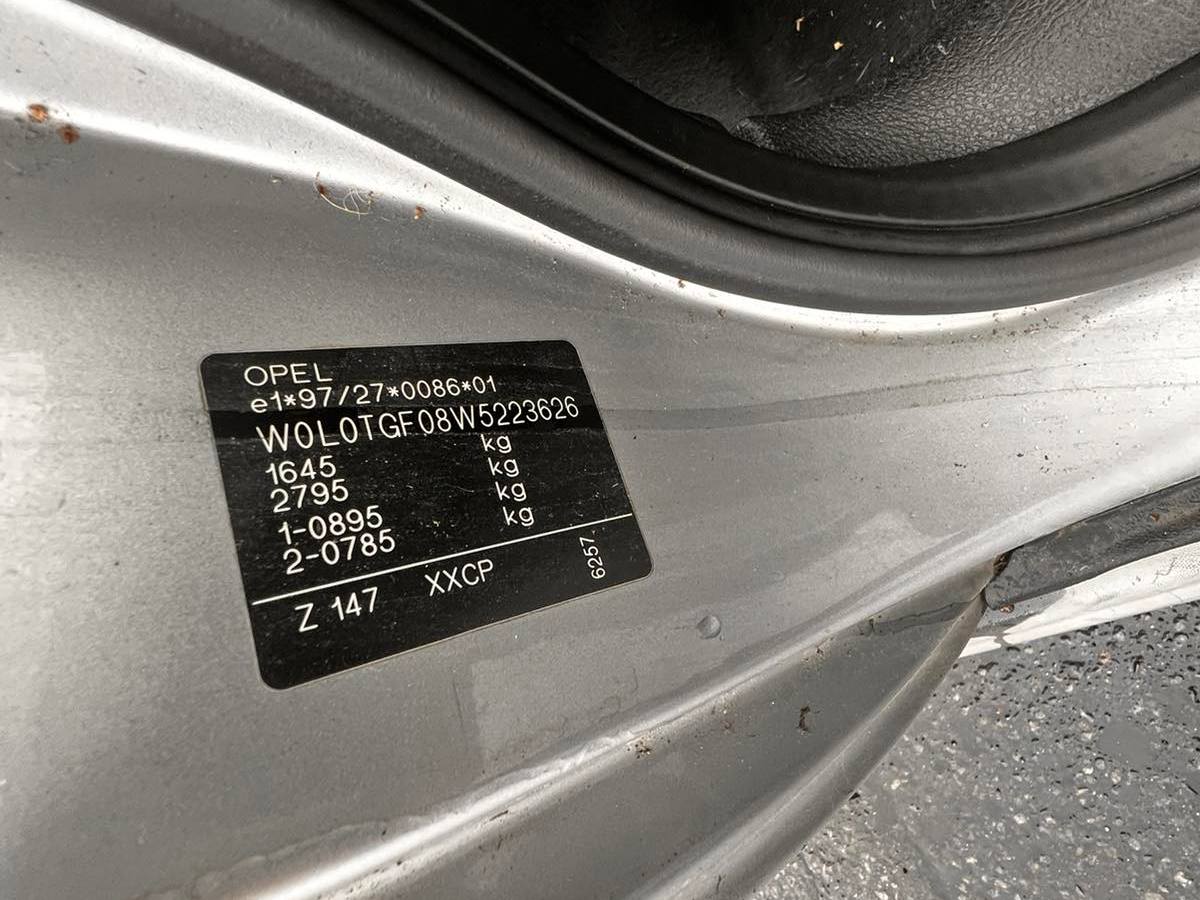 OPEL
e1*97/27*0086*01
W0L0TGF08W5223626
1645 kg
2795 kg
1-0895 kg
2-0785 kg
Z 147 XXCP
6257